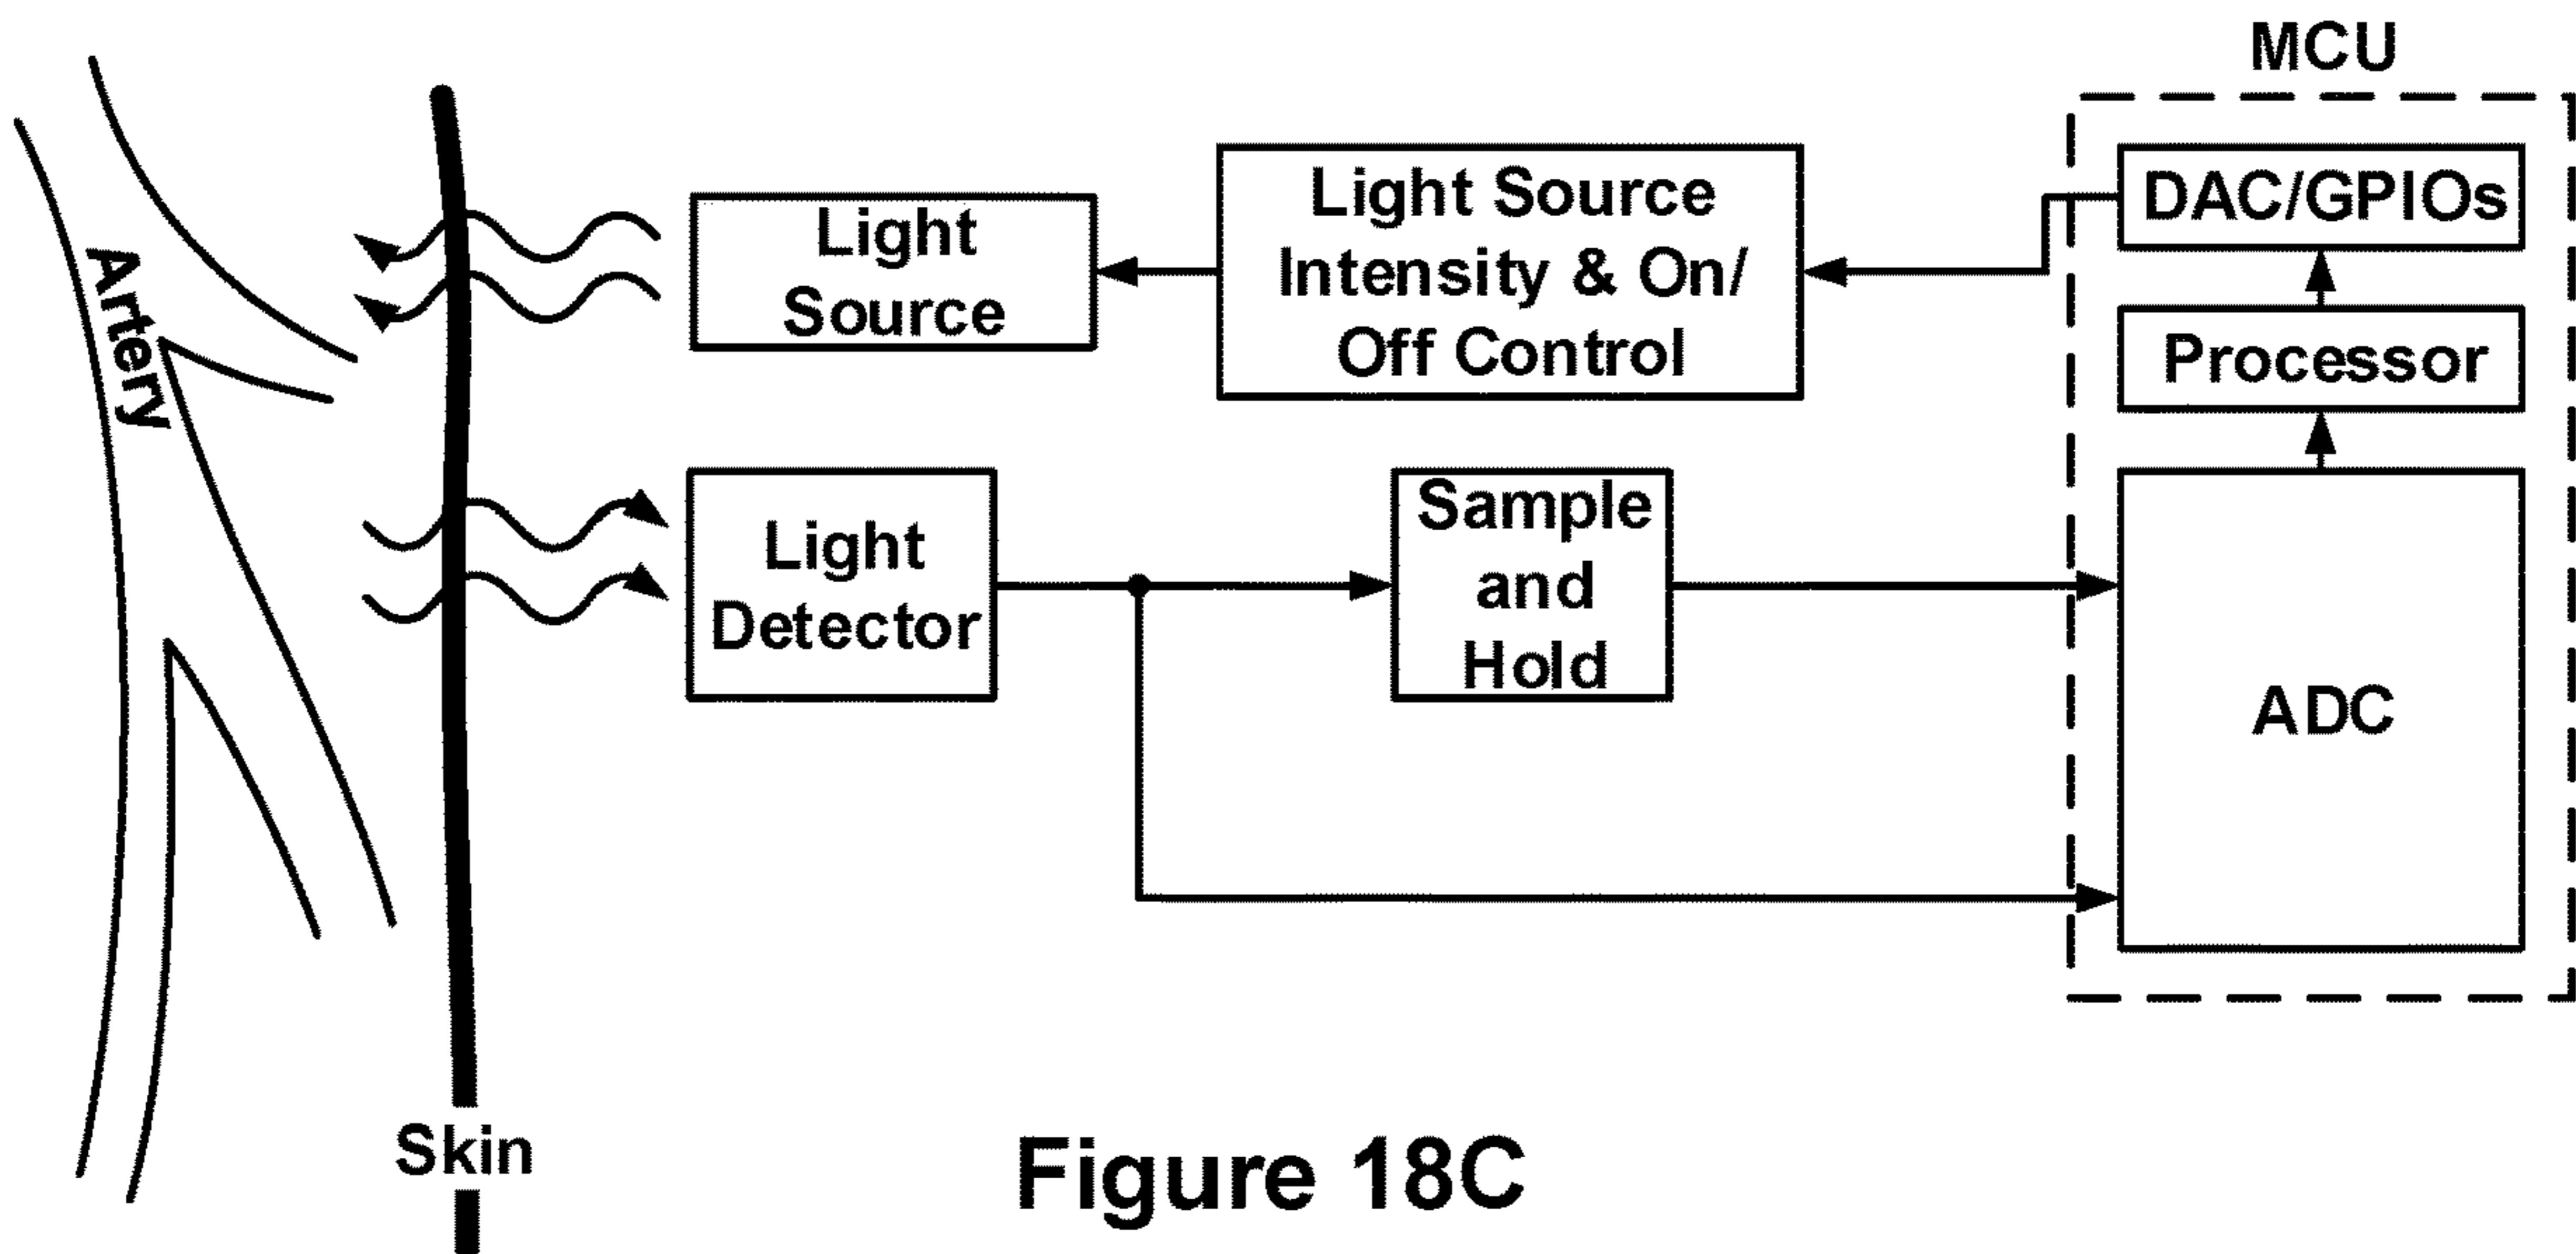 MCU
DAC/GPIOs
Light Source
Intensity & On/
Off Control
Light
Source
Artery
Processor
Light
Detector
Sample
and
Hold
ADC
Skin
Figure 18C